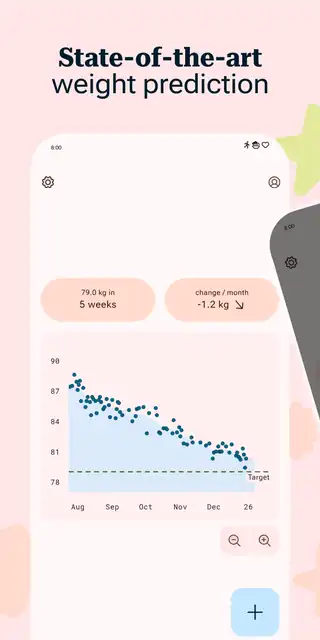 State-of-the-art
weight prediction
8:00
8:00
79.0 kg in
5 weeks
change / month
-1.2 kg
90
87
84
81
78
Target
Aug Sep Oct Nov Dec 26